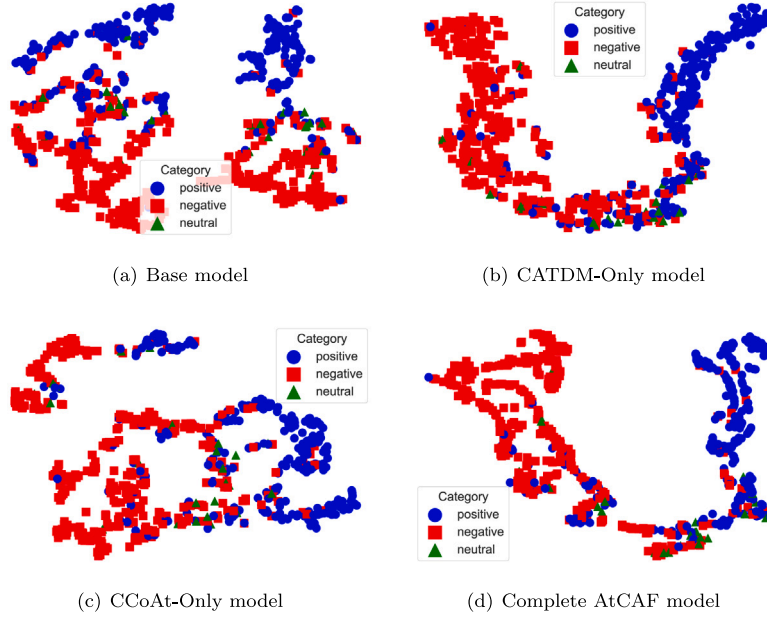 Category
positive
negative
neutral
Category
positive
negative
neutral
(a) Base model
(b) CATDM-Only model
Category
positive
negative
neutral
Category
positive
negative
neutral
(c) CCoAt-Only model
(d) Complete AtCAF model